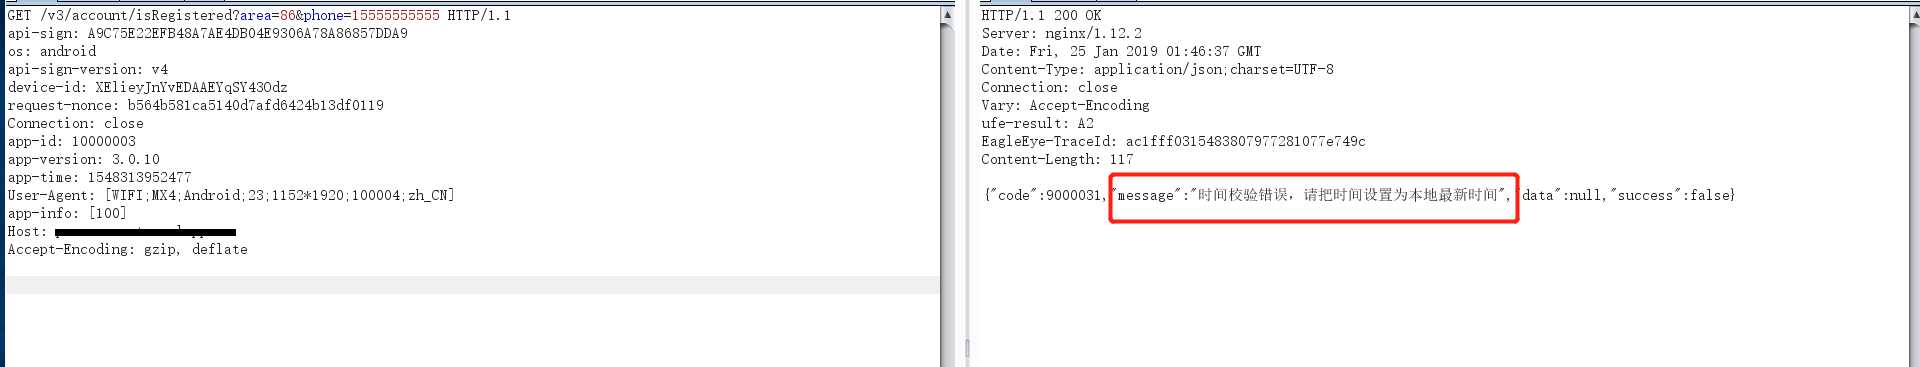 GET /v3/account/isRegistered?area=86&phone=15555555555 HTTP/1.1
api-sign: A9C75E22EFB48A7AE4DB04E9306A78A86857DDA9
os: android
api-sign-version: v4
device-id: XElieyJnYvEDAAEYqSY43Odz
request-nonce: b564b581ca5140d7afd6424b13df0119
Connection: close
app-id: 10000003
app-version: 3.0.10
app-time: 1548313952477
User-Agent: [WIFI;MX4;Android;23;1152*1920;100004;zh_CN]
app-info: [100]
Host:
Accept-Encoding: gzip, deflate
HTTP/1.1 200 OK
Server: nginx/1.12.2
Date: Fri, 25 Jan 2019 01:46:37 GMT
Content-Type: application/json;charset=UTF-8
Connection: close
Vary: Accept-Encoding
ufe-result: A2
EagleEye-TraceId: ac1fff0315483807977281077e749c
Content-Length: 117
{"code":9000031,"message":"时间校验错误，请把时间设置为本地最新时间","data":null,"success":false}